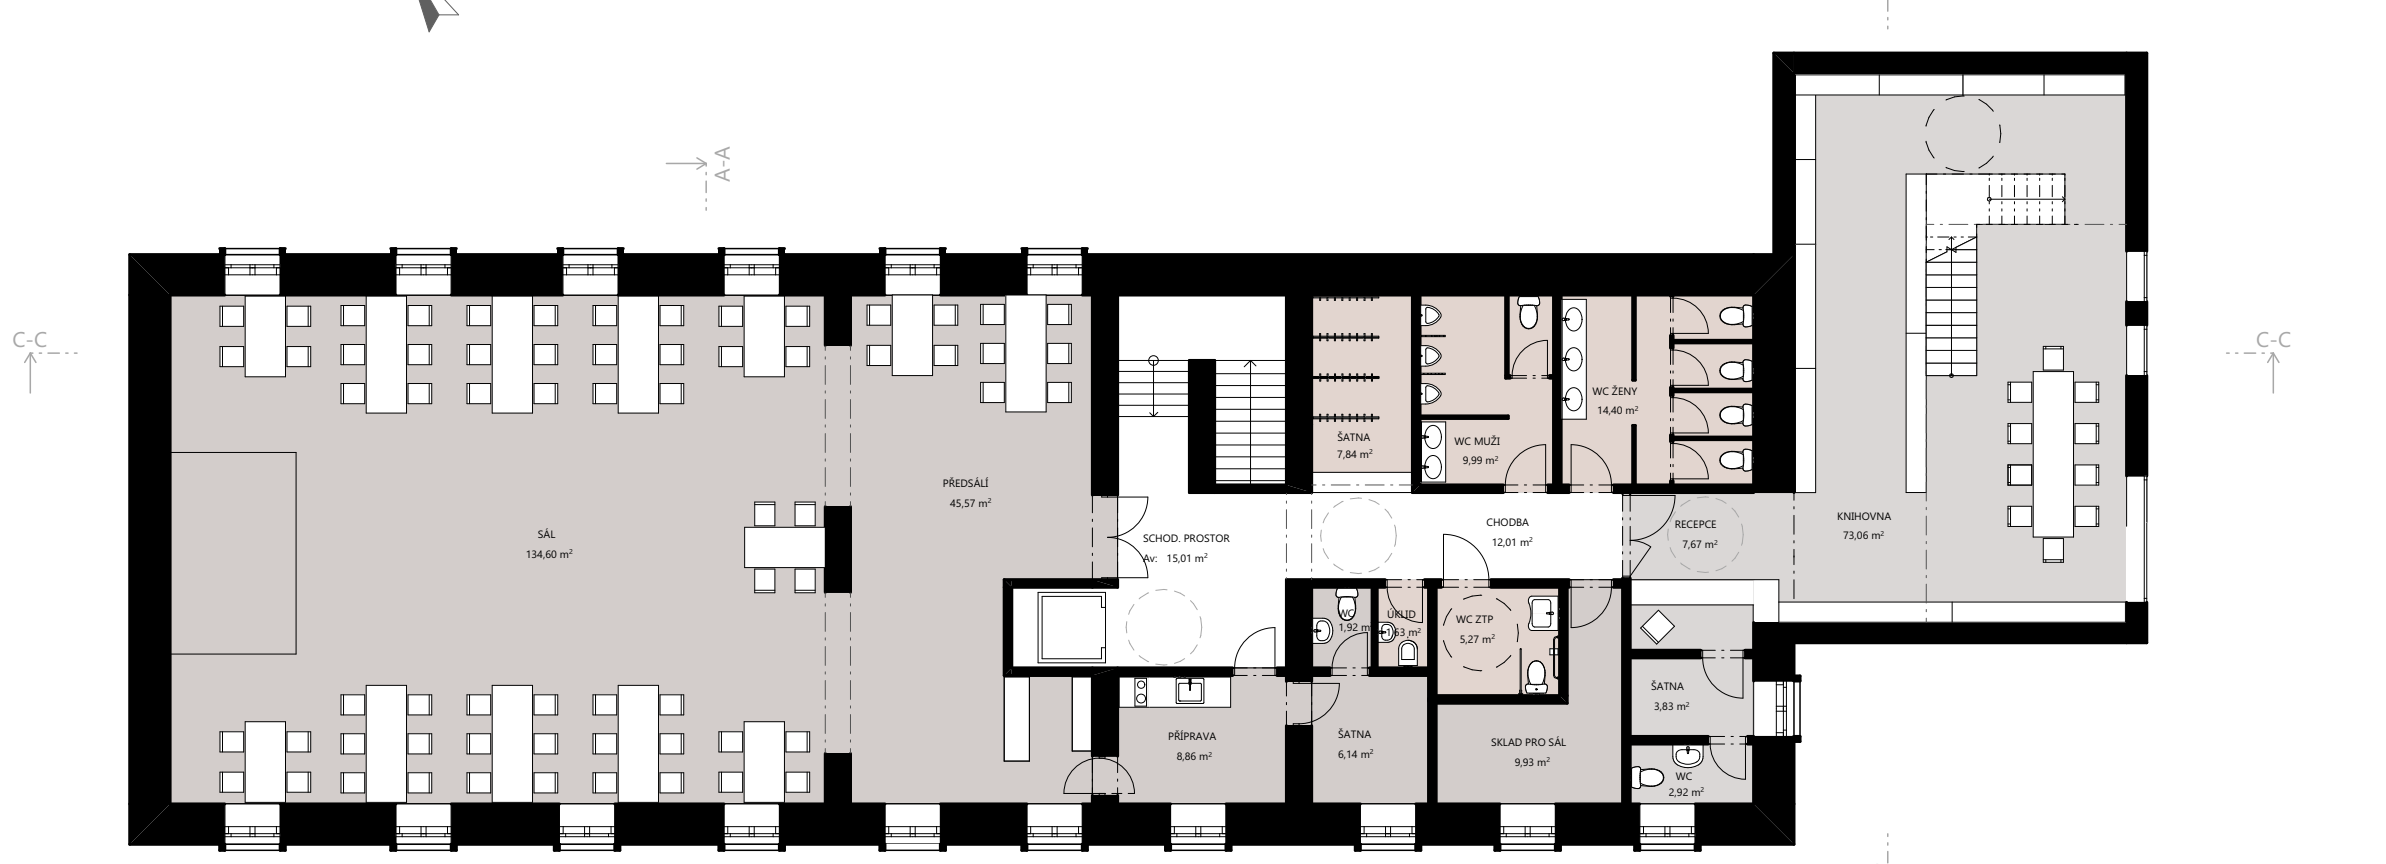 A-A
C-C
C-C
SÁL
134,60 m²
PŘEDSÁLÍ
45,57 m²
SCHOD. PROSTOR
Av: 15,01 m²
ŠATNA
7,84 m²
WC MUŽI
9,99 m²
WC ŽENY
14,40 m²
CHODBA
12,01 m²
RECEPCE
7,67 m²
KNIHOVNA
73,06 m²
WC
1,92 m²
ÚKLID
1,63 m²
WC ZTP
5,27 m²
PŘÍPRAVA
8,86 m²
ŠATNA
6,14 m²
SKLAD PRO SÁL
9,93 m²
ŠATNA
3,83 m²
WC
2,92 m²